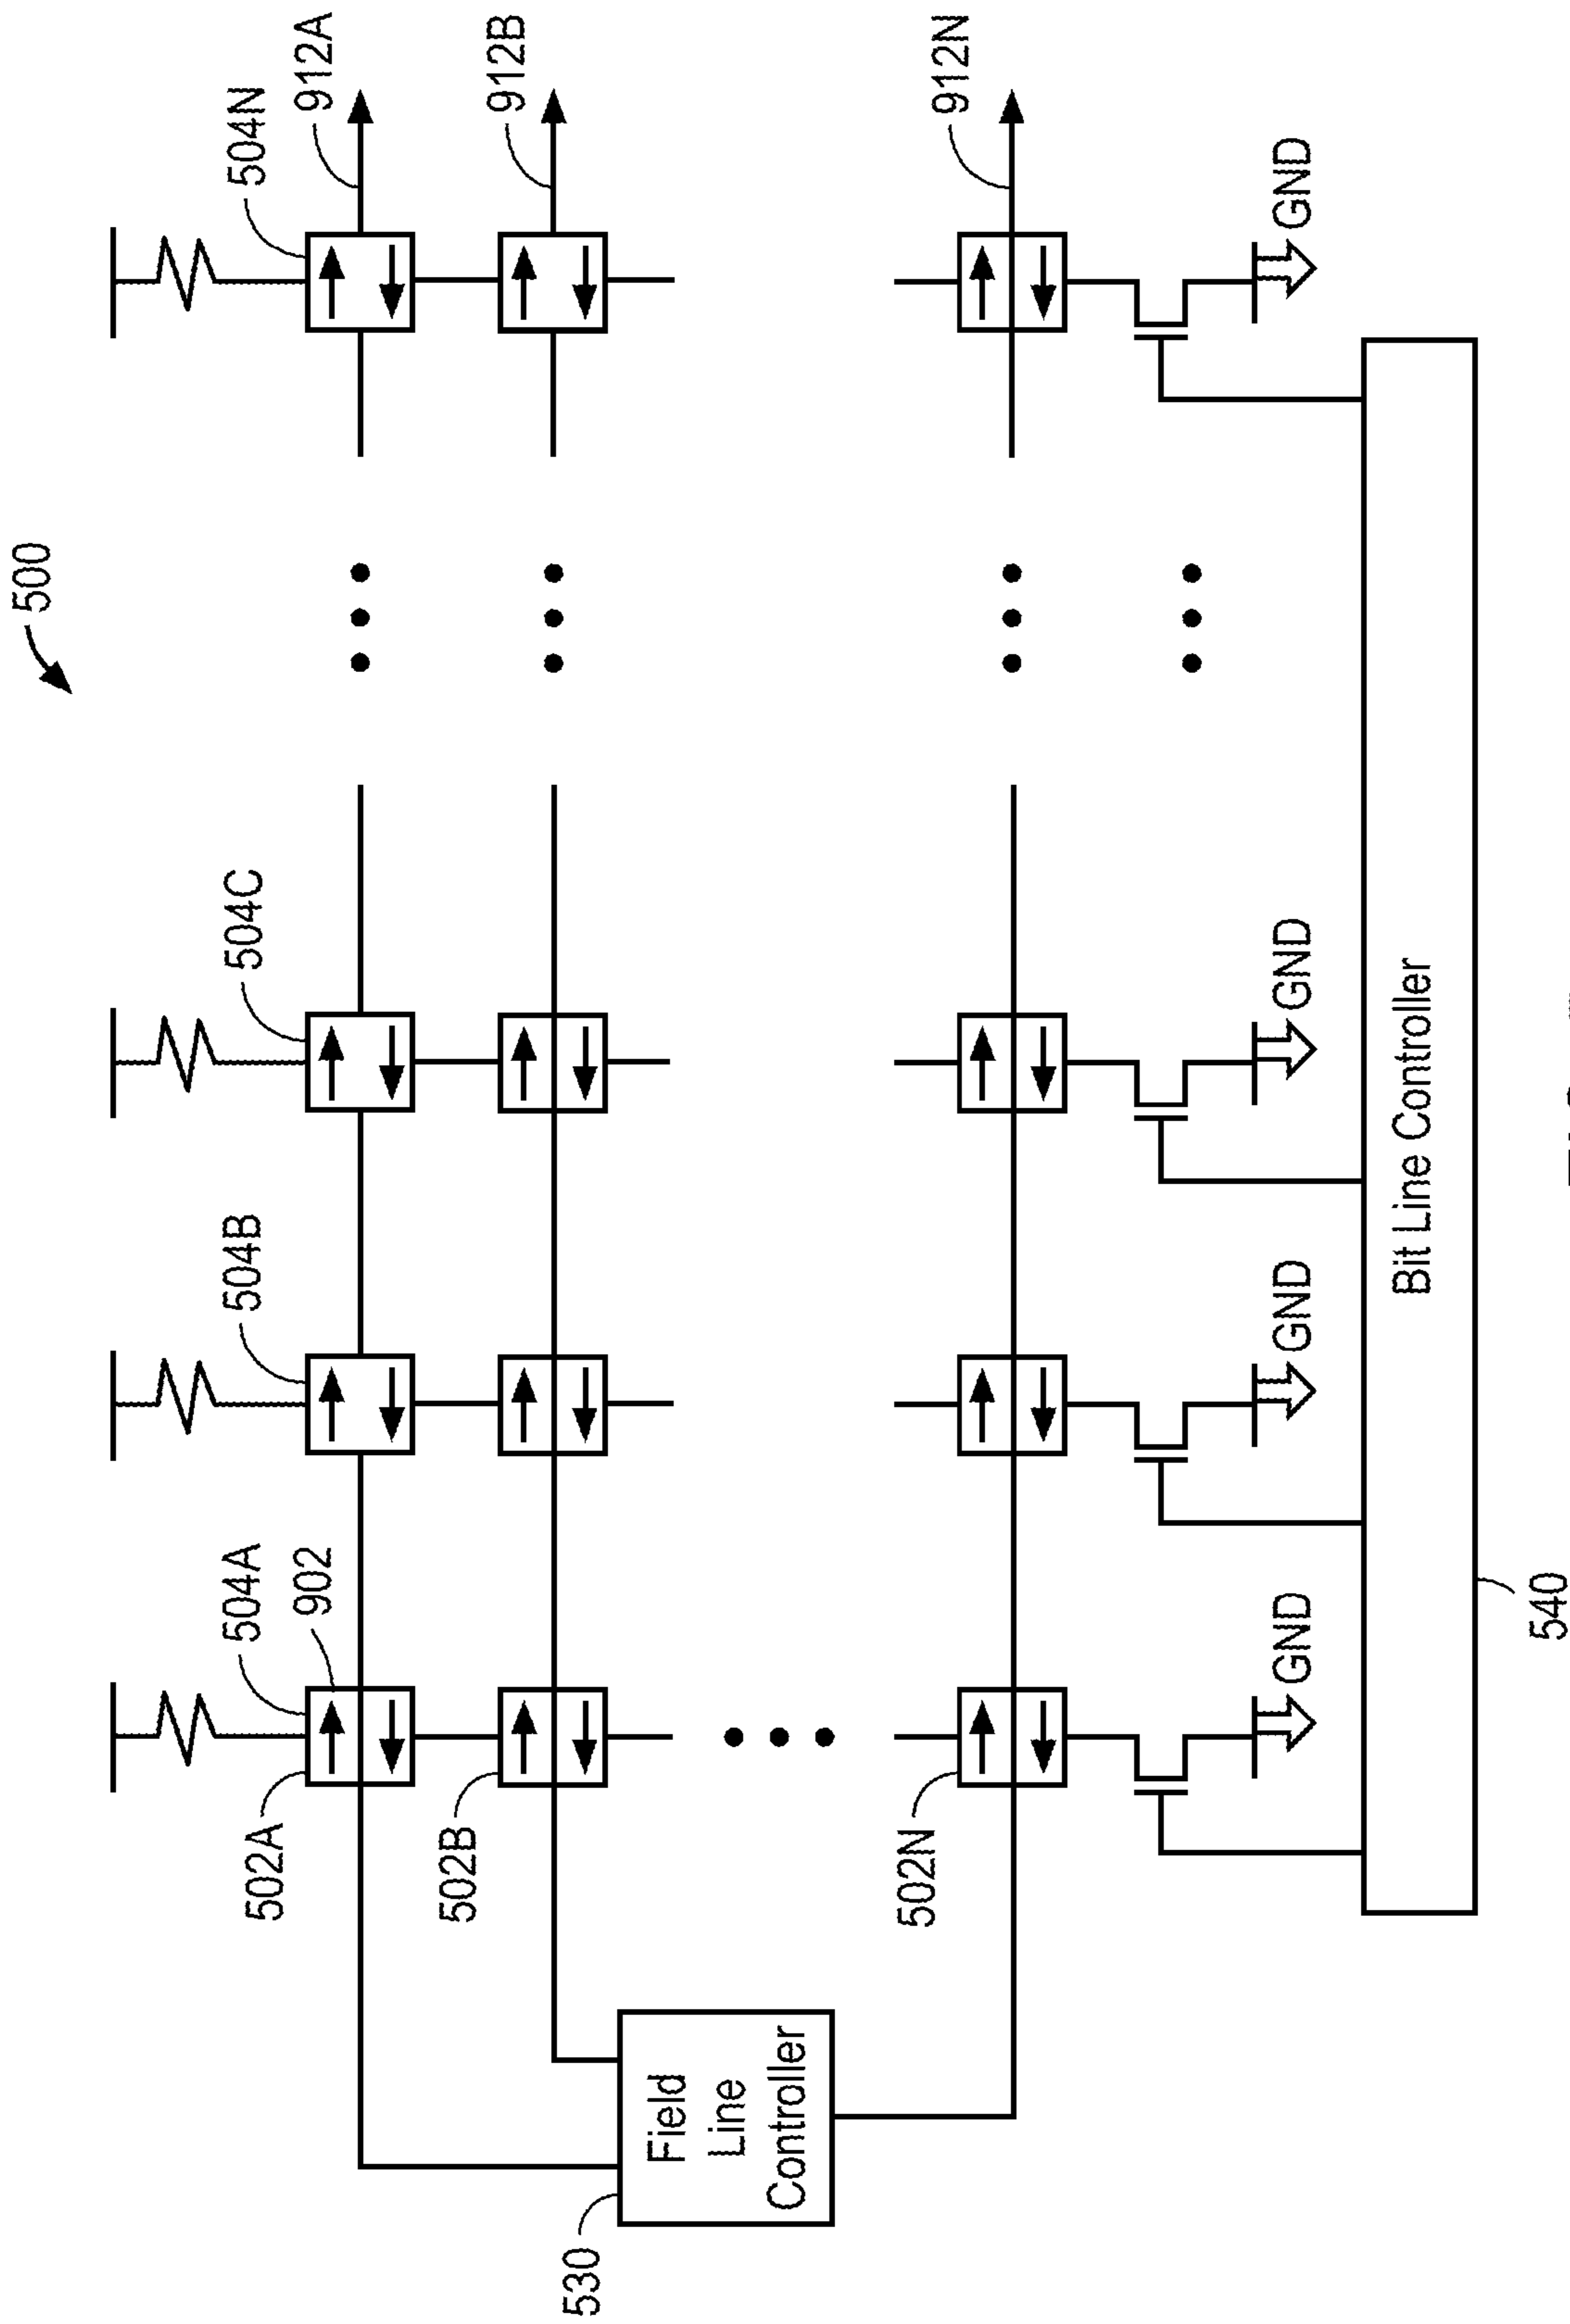 500
504A
504B
504C
504N
502A
902
912A
502B
912B
530
Field
Line
Controller
502N
912N
GND
GND
GND
GND
Bit Line Controller
540